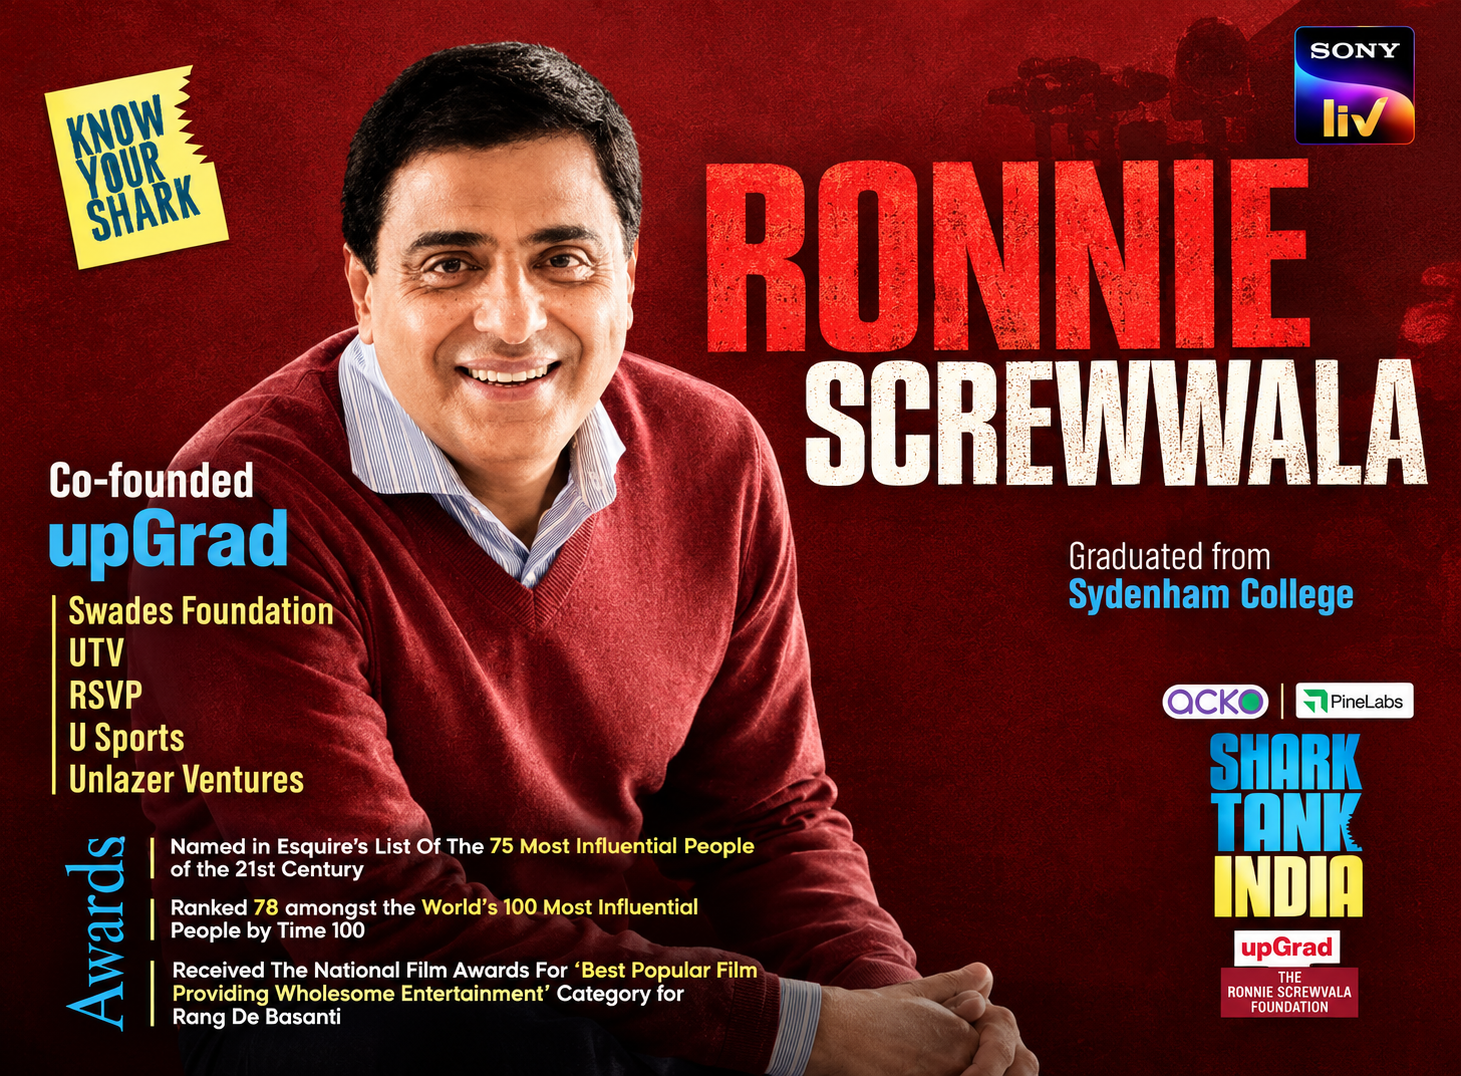 KNOW
YOUR
SHARK
SONY
liv
RONNIE
SCREWWALA
Co-founded
upGrad
Swades Foundation
UTV
RSVP
U Sports
Unlazer Ventures
Graduated from
Sydenham College
Awards
Named in Esquire's List Of The 75 Most Influential People
of the 21st Century
Ranked 78 amongst the World's 100 Most Influential
People by Time 100
Received The National Film Awards For 'Best Popular Film
Providing Wholesome Entertainment' Category for
Rang De Basanti
ACKO
PineLabs
SHARK
TANK
INDIA
upGrad
THE
RONNIE SCREWVALA
FOUNDATION